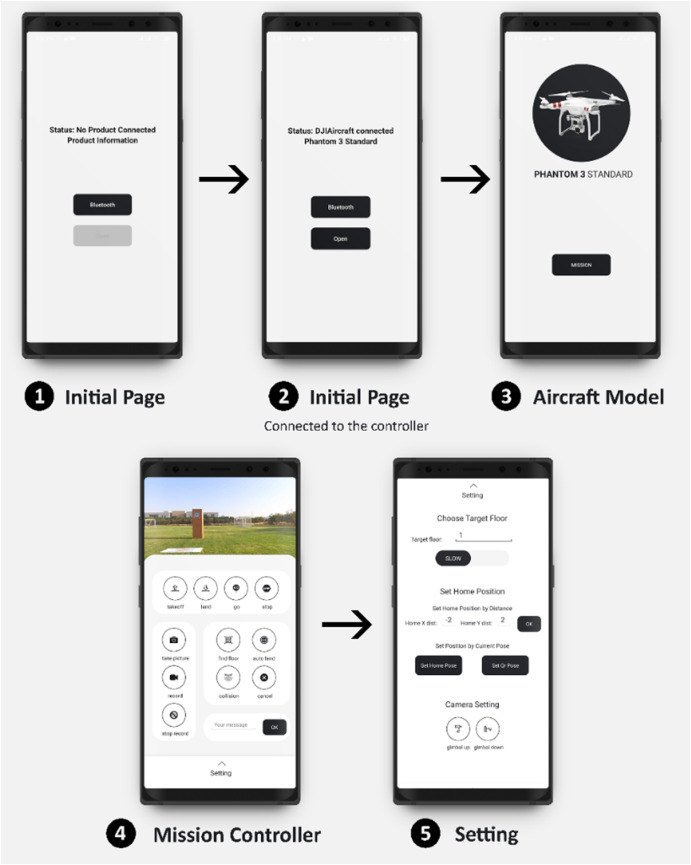 Status: No Product Connected
Product Information
Bluetooth
Status: DJIAircraft connected
Phantom 3 Standard
Bluetooth
Open
PHANTOM 3 STANDARD
MISSION
1 Initial Page
2 Initial Page
Connected to the controller
3 Aircraft Model
takeoff land go stop
take picture
record
stop record
find floor auto land
collision cancel
Your message OK
Setting
4 Mission Controller
Setting
Choose Target Floor
Target floor: 1
SLOW
Set Home Position
Set Home Position by Distance
Home X dist: -2 Home Y dist: 2 OK
Set Position by Current Pose
Set Home Pose Set Qr Pose
Camera Setting
gimbal up gimbal down
5 Setting